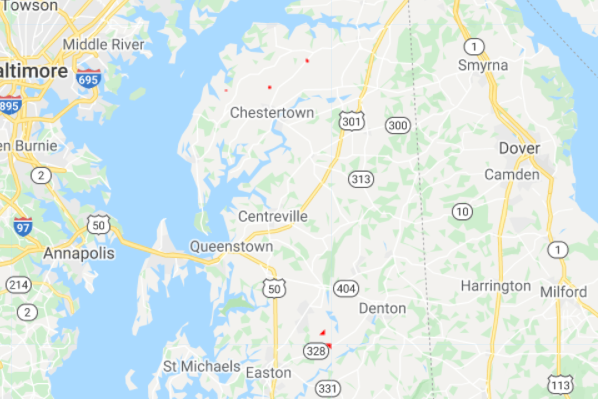 Towson
Middle River
altimore
695
895
en Burnie
2
97
50
Annapolis
214
2
1
Smyrna
Chestertown
301
300
Dover
Camden
313
10
Centreville
Queenstown
1
50
404
Harrington
Milford
Denton
328
St Michaels
Easton
331
113